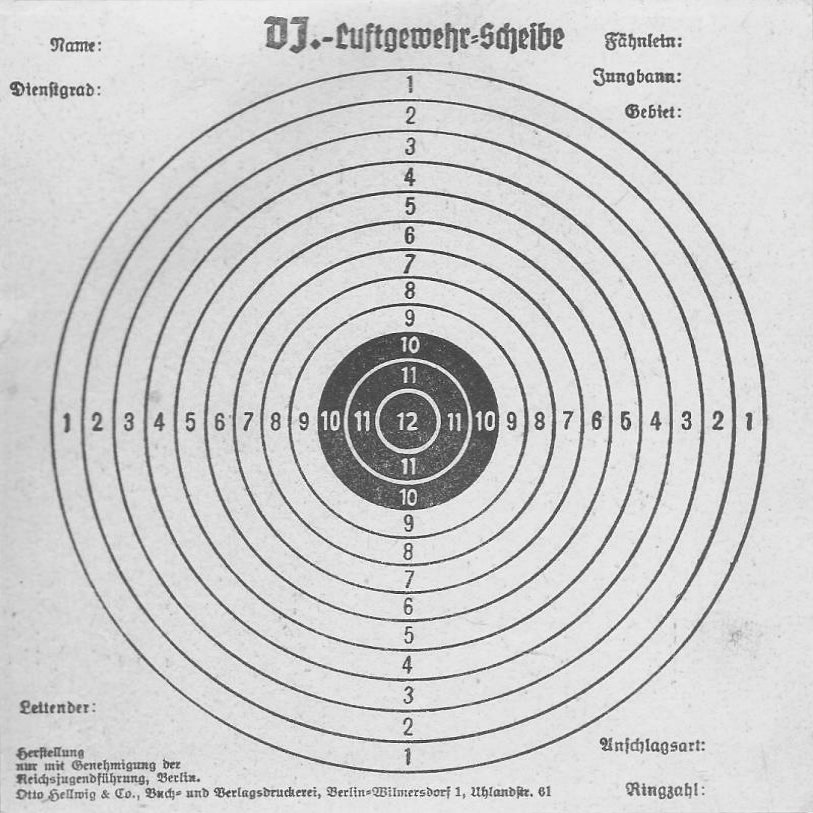 DJ.-Luftgewehr-Scheibe
Name:
Dienstgrad:
Fähnlein:
Jungbann:
Gebiet:
1
2
3
4
5
6
7
8
9
10
11
1 2 3 4 5 6 7 8 9 10 11 12 11 10 9 8 7 6 5 4 3 2 1
11
10
9
8
7
6
5
4
3
2
1
Leitender:
Anschlagsart:
Ringzahl:
Herstellung
nur mit Genehmigung der
Reichsjugendführung, Berlin.
Otto Hellwig & Co., Buch- und Verlagsdruckerei, Berlin-Wilmersdorf 1, Uhlandstr. 61